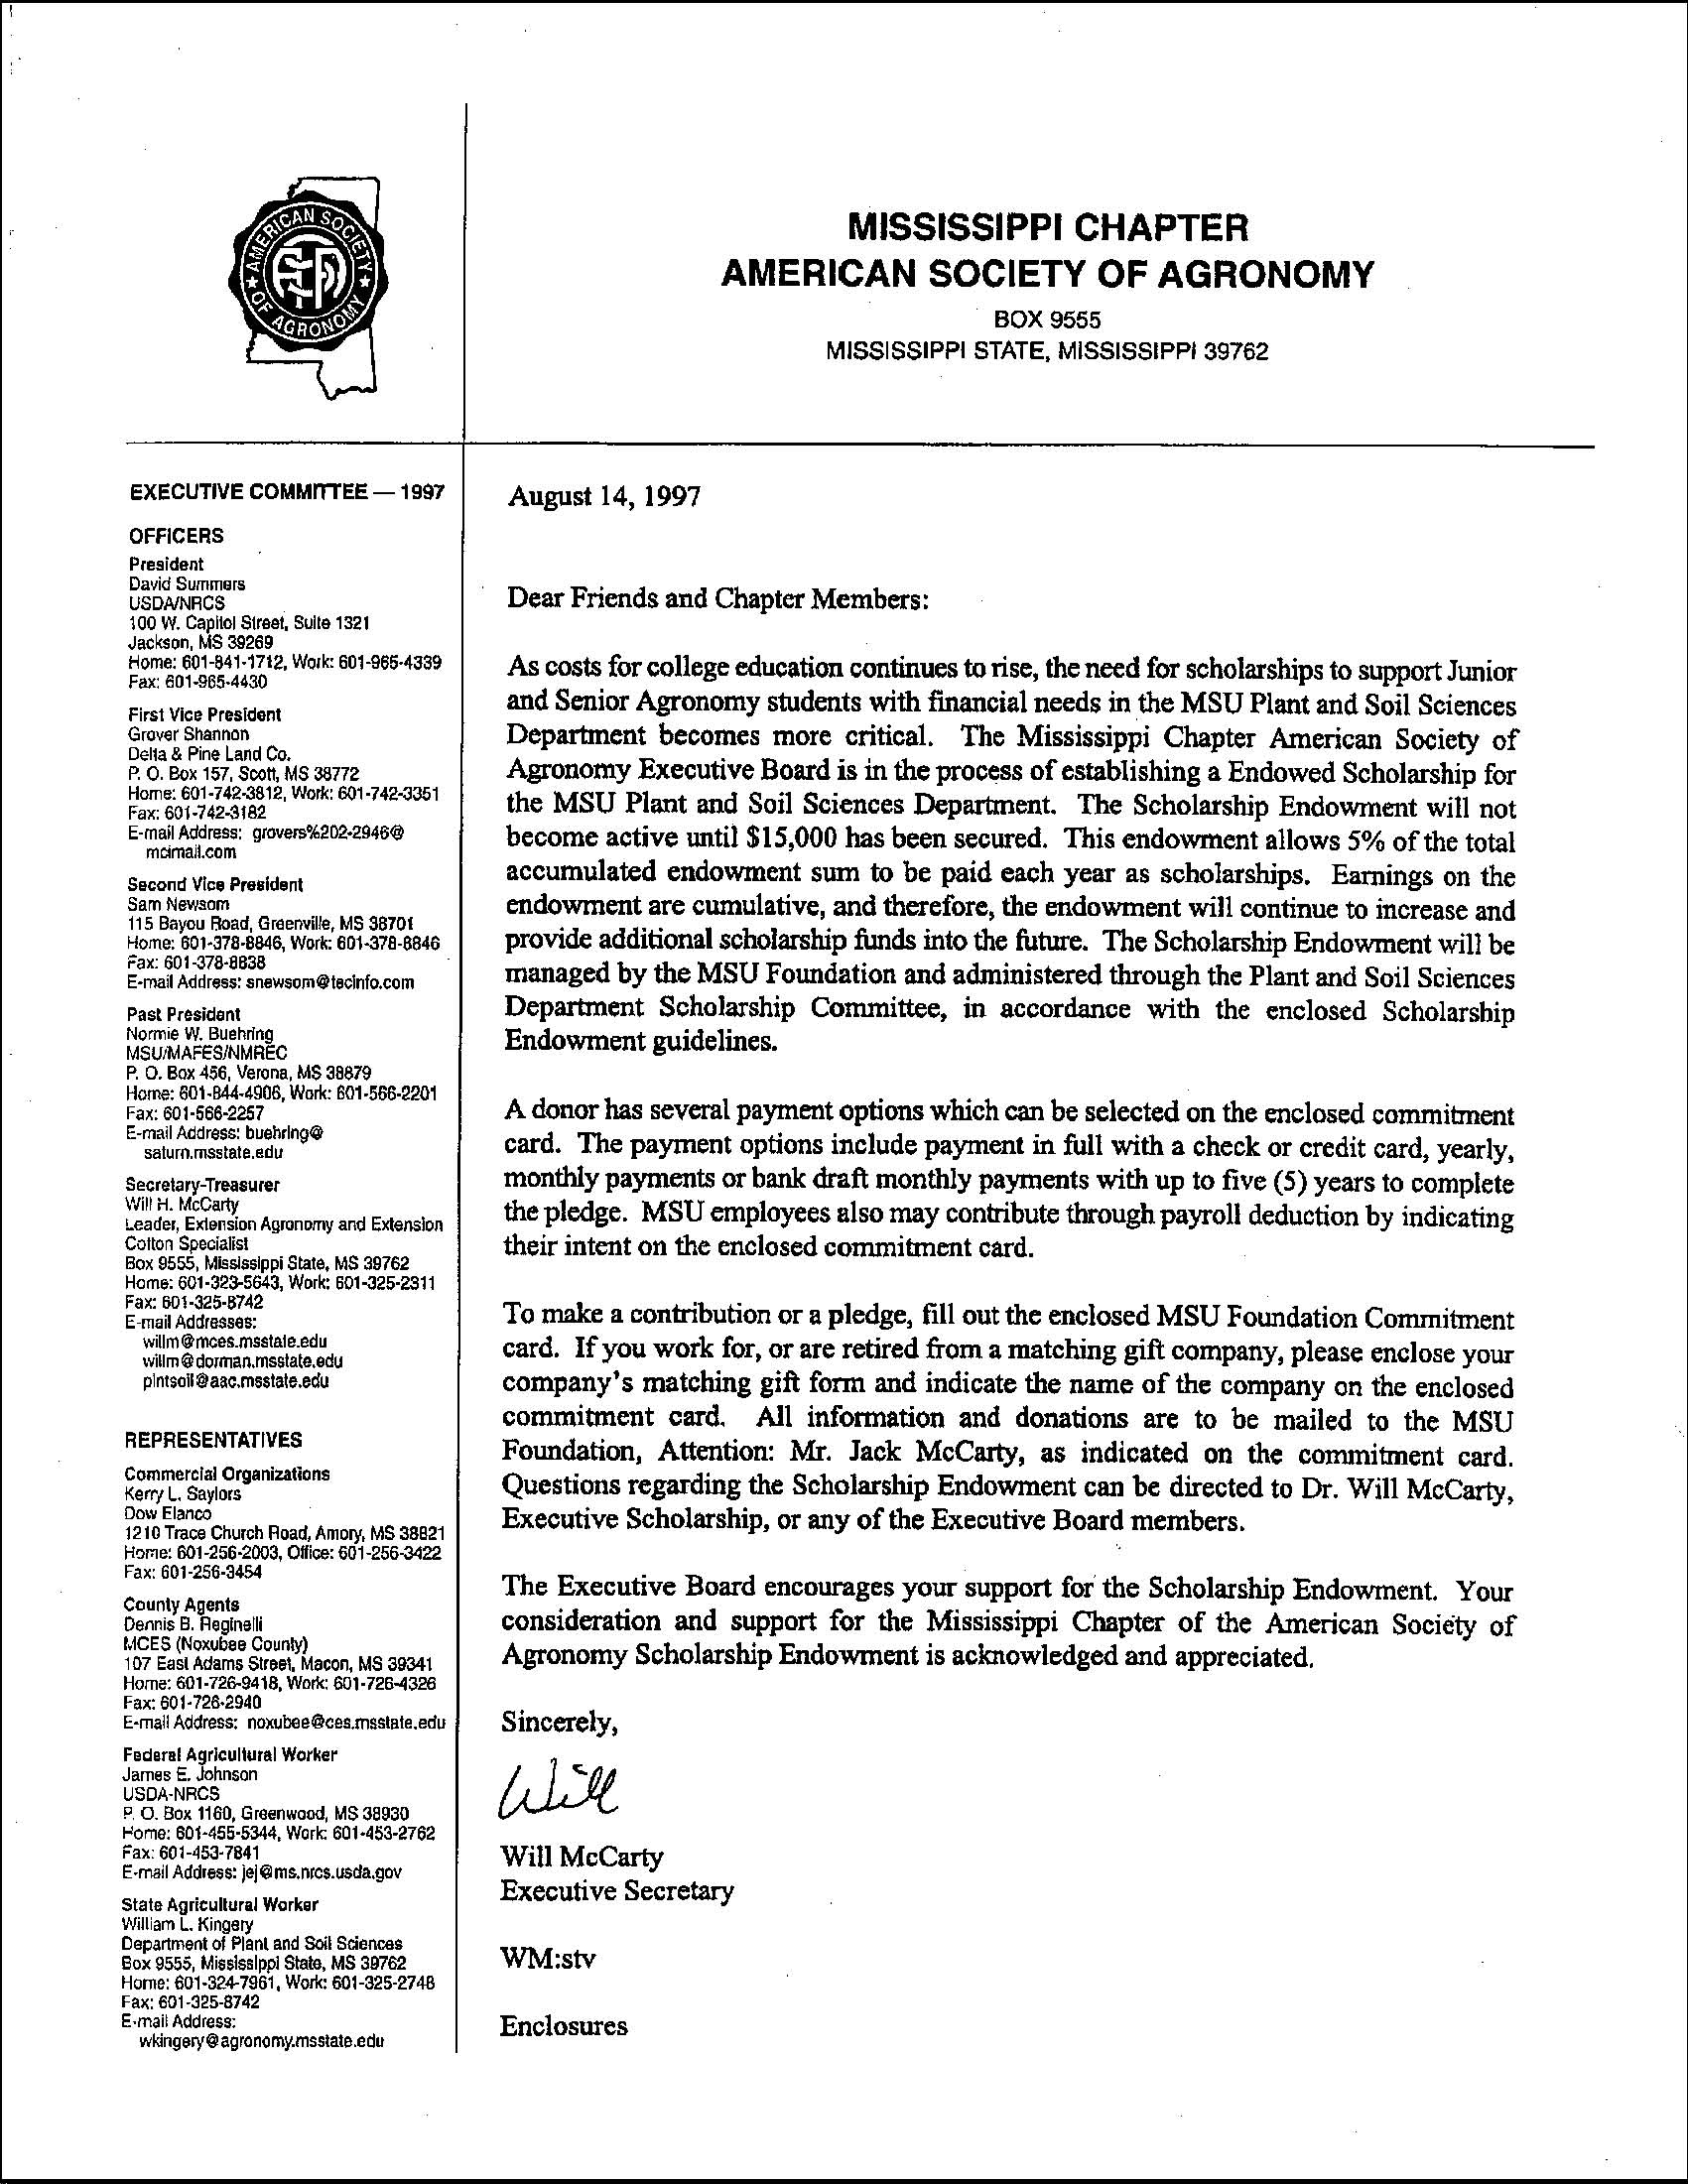 AMERICAN SOCIETY
OF AGRONOMY
MISSISSIPPI CHAPTER
AMERICAN SOCIETY OF AGRONOMY
BOX 9555
MISSISSIPPI STATE, MISSISSIPPI 39762
EXECUTIVE COMMITTEE — 1997
OFFICERS
President
David Summers
USDA/NRCS
100 W. Capitol Street, Suite 1321
Jackson, MS 39269
Home: 601-841-1712, Work: 601-965-4339
Fax: 601-965-4430
First Vice President
Grover Shannon
Delta & Pine Land Co.
P. O. Box 157, Scott, MS 38772
Home: 601-742-3812, Work: 601-742-3351
Fax: 601-742-3182
E-mail Address: grovers%202-2946@
mcimail.com
Second Vice President
Sam Newsom
115 Bayou Road, Greenville, MS 38701
Home: 601-378-8846, Work: 601-378-8846
Fax: 601-378-8838
E-mail Address: snewsom@tecinfo.com
Past President
Normie W. Buehring
MSU/MAFES/NMREC
P. O. Box 456, Verona, MS 38879
Home: 601-844-4906, Work: 601-566-2201
Fax: 601-566-2257
E-mail Address: buehring@
saturn.msstate.edu
Secretary-Treasurer
Will H. McCarty
Leader, Extension Agronomy and Extension
Cotton Specialist
Box 9555, Mississippi State, MS 39762
Home: 601-323-5643, Work: 601-325-2311
Fax: 601-325-8742
E-mail Addresses:
willm@mces.msstate.edu
willm@dorman.msstate.edu
plntsoil@aac.msstate.edu
REPRESENTATIVES
Commercial Organizations
Kerry L. Saylors
Dow Elanco
1210 Trace Church Road, Amory, MS 38821
Home: 601-256-2003, Office: 601-256-3422
Fax: 601-256-3454
County Agents
Dennis B. Reginelli
MCES (Noxubee County)
107 East Adams Street, Macon, MS 39341
Home: 601-726-9418, Work: 601-726-4326
Fax: 601-726-2940
E-mail Address: noxubee@ces.msstate.edu
Federal Agricultural Worker
James E. Johnson
USDA-NRCS
P. O. Box 1160, Greenwood, MS 38930
Home: 601-455-5344, Work: 601-453-2762
Fax: 601-453-7841
E-mail Address: jej@ms.nrcs.usda.gov
State Agricultural Worker
William L. Kingery
Department of Plant and Soil Sciences
Box 9555, Mississippi State, MS 39762
Home: 601-324-7961, Work: 601-325-2748
Fax: 601-325-8742
E-mail Address:
wkingery@agronomy.msstate.edu
August 14, 1997
Dear Friends and Chapter Members:
As costs for college education continues to rise, the need for scholarships to support Junior
and Senior Agronomy students with financial needs in the MSU Plant and Soil Sciences
Department becomes more critical. The Mississippi Chapter American Society of
Agronomy Executive Board is in the process of establishing a Endowed Scholarship for
the MSU Plant and Soil Sciences Department. The Scholarship Endowment will not
become active until $15,000 has been secured. This endowment allows 5% of the total
accumulated endowment sum to be paid each year as scholarships. Earnings on the
endowment are cumulative, and therefore, the endowment will continue to increase and
provide additional scholarship funds into the future. The Scholarship Endowment will be
managed by the MSU Foundation and administered through the Plant and Soil Sciences
Department Scholarship Committee, in accordance with the enclosed Scholarship
Endowment guidelines.
A donor has several payment options which can be selected on the enclosed commitment
card. The payment options include payment in full with a check or credit card, yearly,
monthly payments or bank draft monthly payments with up to five (5) years to complete
the pledge. MSU employees also may contribute through payroll deduction by indicating
their intent on the enclosed commitment card.
To make a contribution or a pledge, fill out the enclosed MSU Foundation Commitment
card. If you work for, or are retired from a matching gift company, please enclose your
company's matching gift form and indicate the name of the company on the enclosed
commitment card. All information and donations are to be mailed to the MSU
Foundation, Attention: Mr. Jack McCarty, as indicated on the commitment card.
Questions regarding the Scholarship Endowment can be directed to Dr. Will McCarty,
Executive Scholarship, or any of the Executive Board members.
The Executive Board encourages your support for the Scholarship Endowment. Your
consideration and support for the Mississippi Chapter of the American Society of
Agronomy Scholarship Endowment is acknowledged and appreciated.
Sincerely,
Will
Will McCarty
Executive Secretary
WM:stv
Enclosures